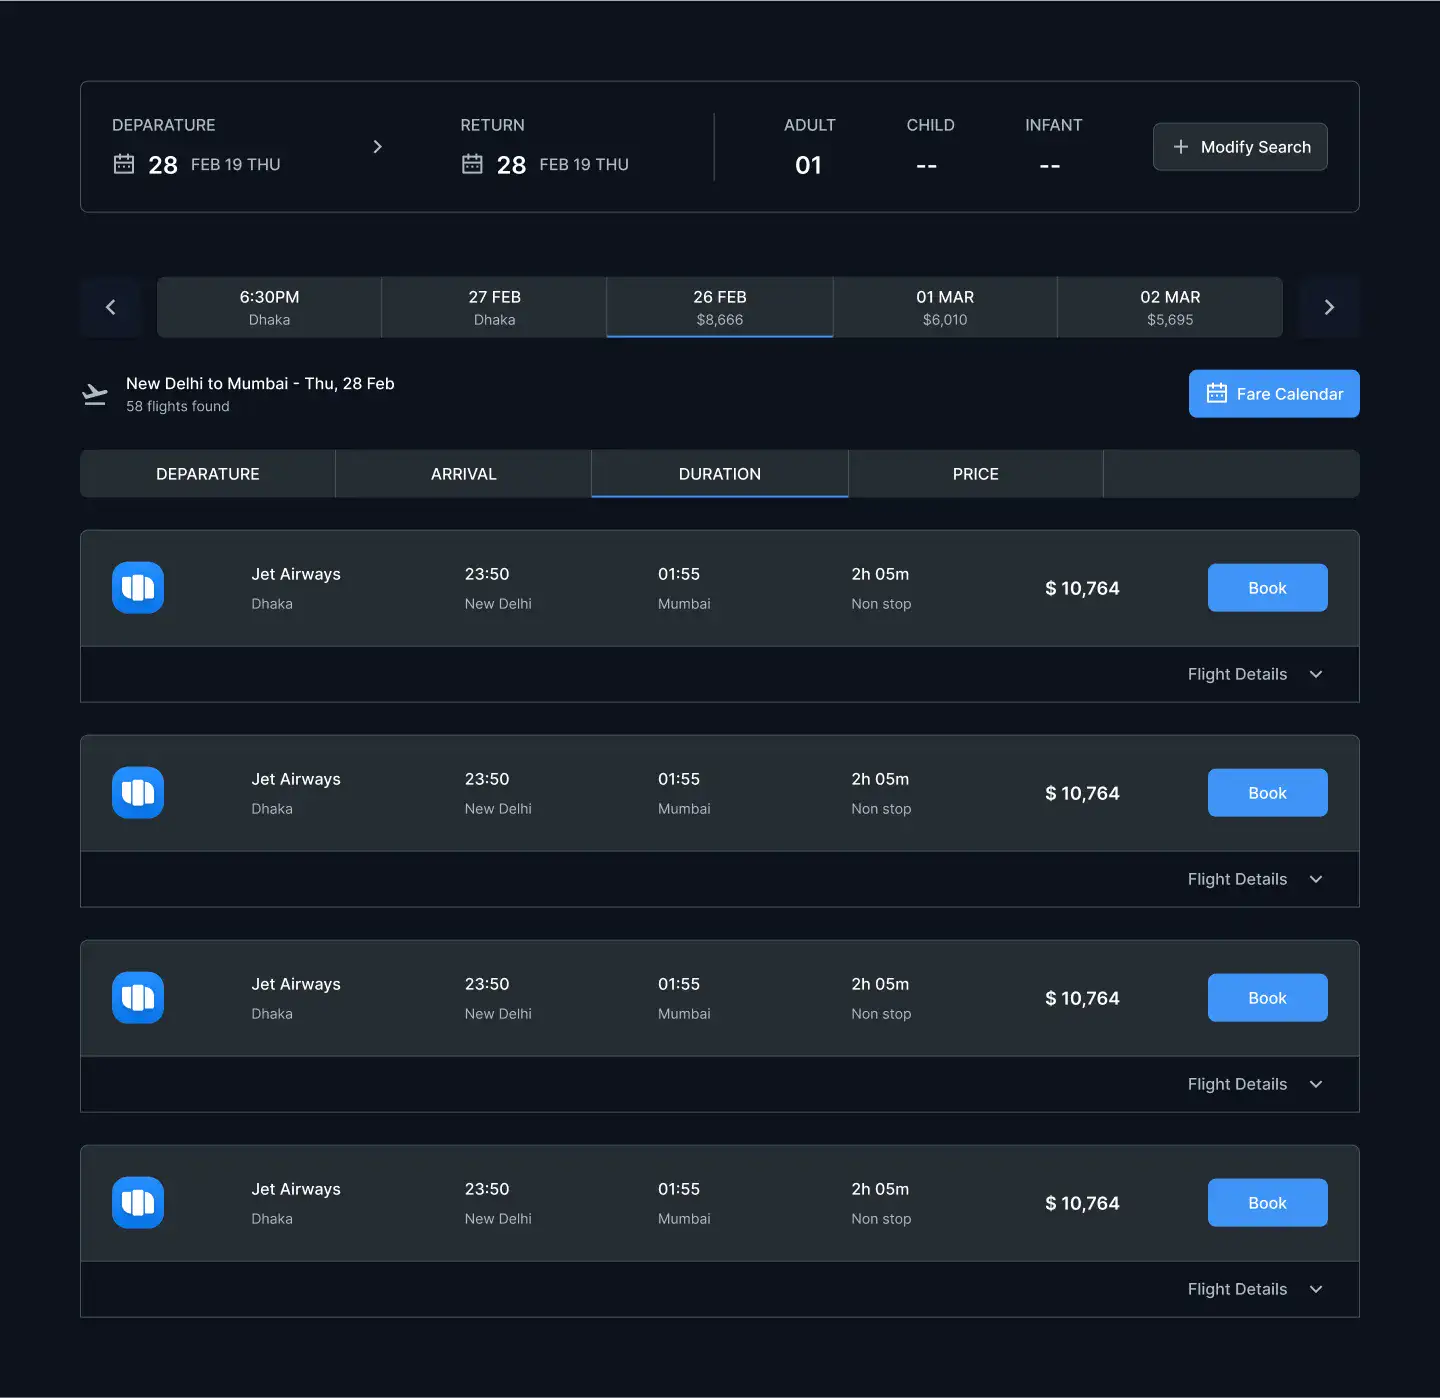 DEPARATURE
28 FEB 19 THU
RETURN
28 FEB 19 THU
ADULT
01
CHILD
--
INFANT
--
Modify Search
6:30PM
Dhaka
27 FEB
Dhaka
26 FEB
$8,666
01 MAR
$6,010
02 MAR
$5,695
New Delhi to Mumbai - Thu, 28 Feb
58 flights found
Fare Calendar
DEPARATURE
ARRIVAL
DURATION
PRICE
Jet Airways
Dhaka
23:50
New Delhi
01:55
Mumbai
2h 05m
Non stop
$ 10,764
Book
Flight Details
Jet Airways
Dhaka
23:50
New Delhi
01:55
Mumbai
2h 05m
Non stop
$ 10,764
Book
Flight Details
Jet Airways
Dhaka
23:50
New Delhi
01:55
Mumbai
2h 05m
Non stop
$ 10,764
Book
Flight Details
Jet Airways
Dhaka
23:50
New Delhi
01:55
Mumbai
2h 05m
Non stop
$ 10,764
Book
Flight Details